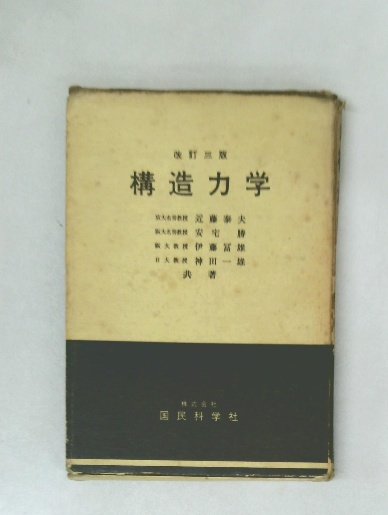 改訂三版
構造力学
京大名誉教授 近藤泰夫
阪大名誉教授 安宅勝
阪大教授 伊藤冨雄
日大教授 神田一雄
共著
株式会社
国民科学社